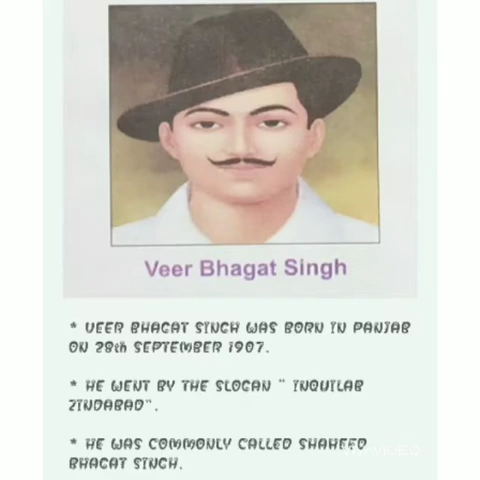 Veer Bhagat Singh
* VEER BHAGAT SINGH WAS BORN IN PANJAB
ON 28th SEPTEMBER 1907.
* HE WENT BY THE SLOGAN " INQUILAB
ZINDABAD".
* HE WAS COMMONLY CALLED SHAHEED
BHAGAT SINGH.